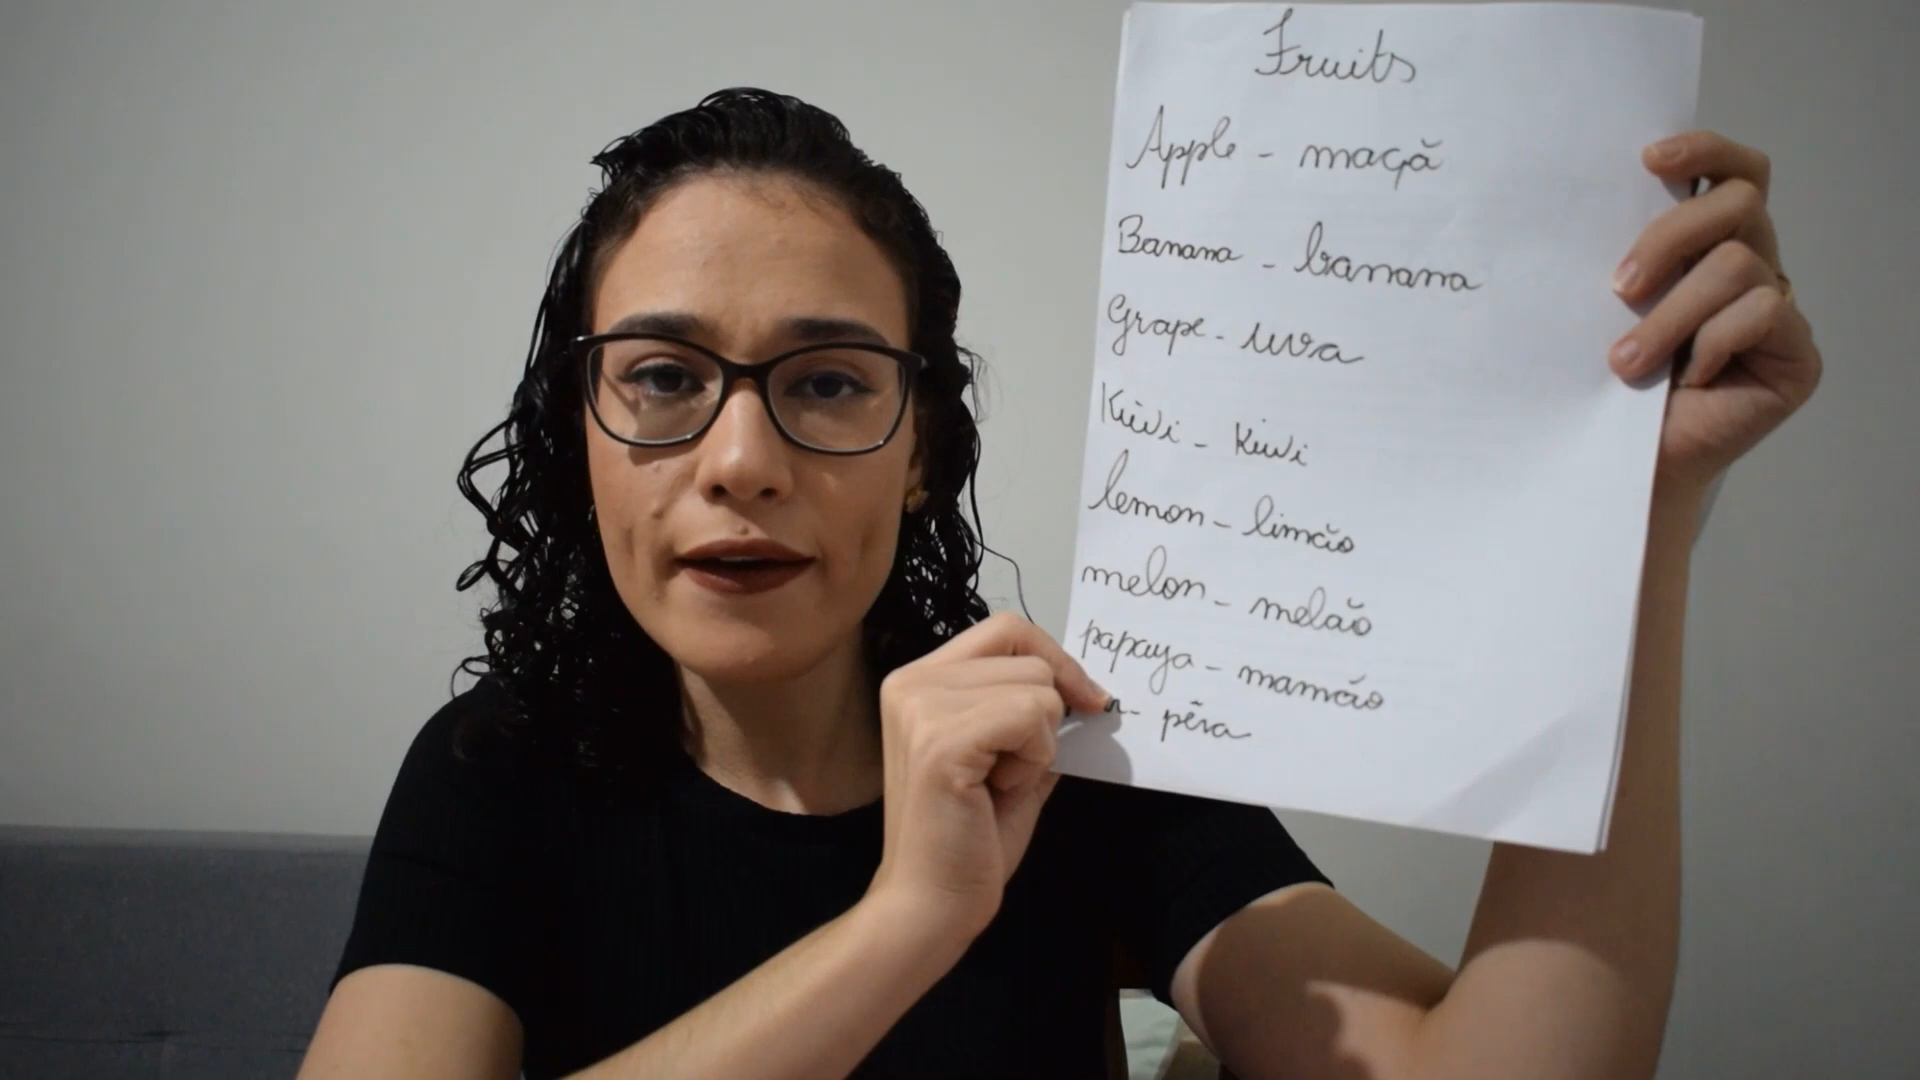 Fruits
Apple - maçã
Banana - banana
Grape - uva
Kiwi - Kiwi
lemon - limão
melon - melão
papaya - mamão
- pêra